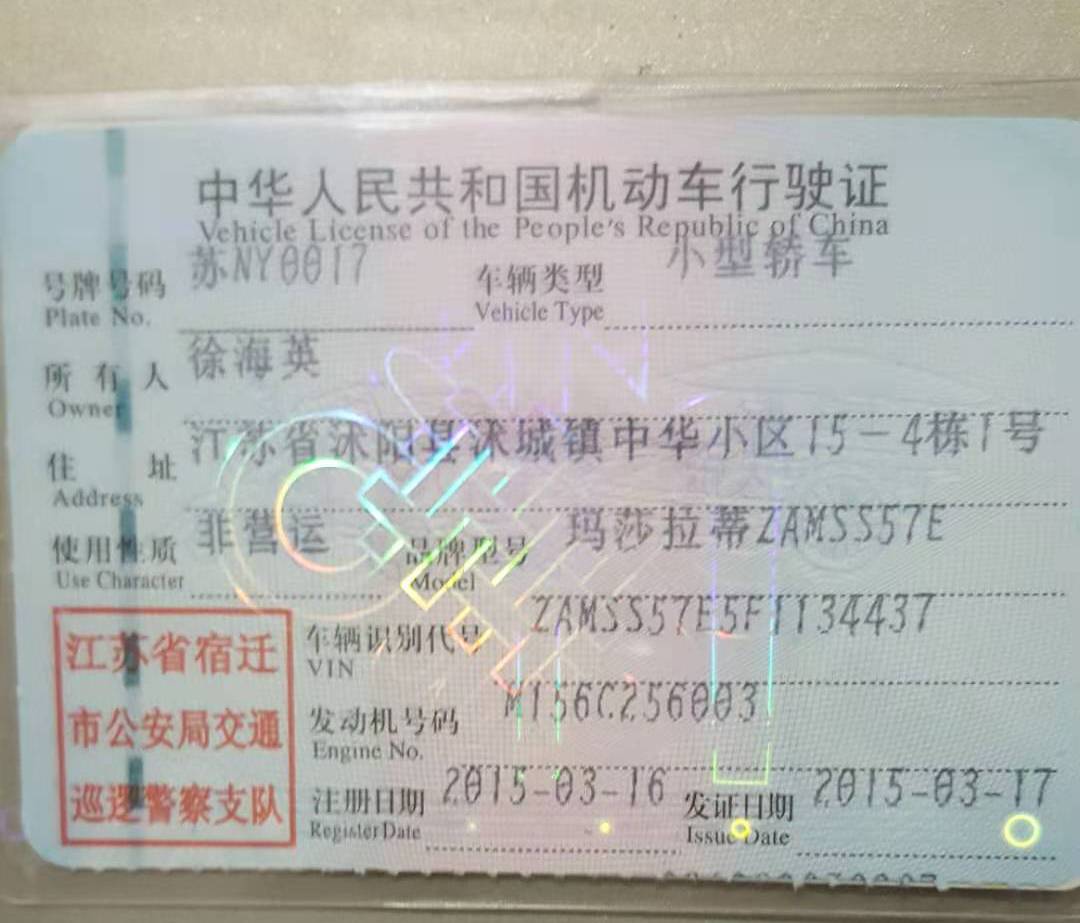 中华人民共和国机动车行驶证
Vehicle License of the People's Republic of China
号牌号码 苏NY0017 车辆类型 小型轿车
Plate No. Vehicle Type
所有人 徐海英
Owner
住址 江苏省沭阳县沭城镇中华小区15-4栋1号
Address
使用性质 非营运 品牌型号 玛莎拉蒂ZAMSS57E
Use Character Model
车辆识别代号 ZAMSS57E5F1134437
VIN
发动机号码 M156C256003
Engine No.
注册日期 2015-03-16 发证日期 2015-03-17
Register Date Issue Date
江苏省宿迁
市公安局交通
巡逻警察支队